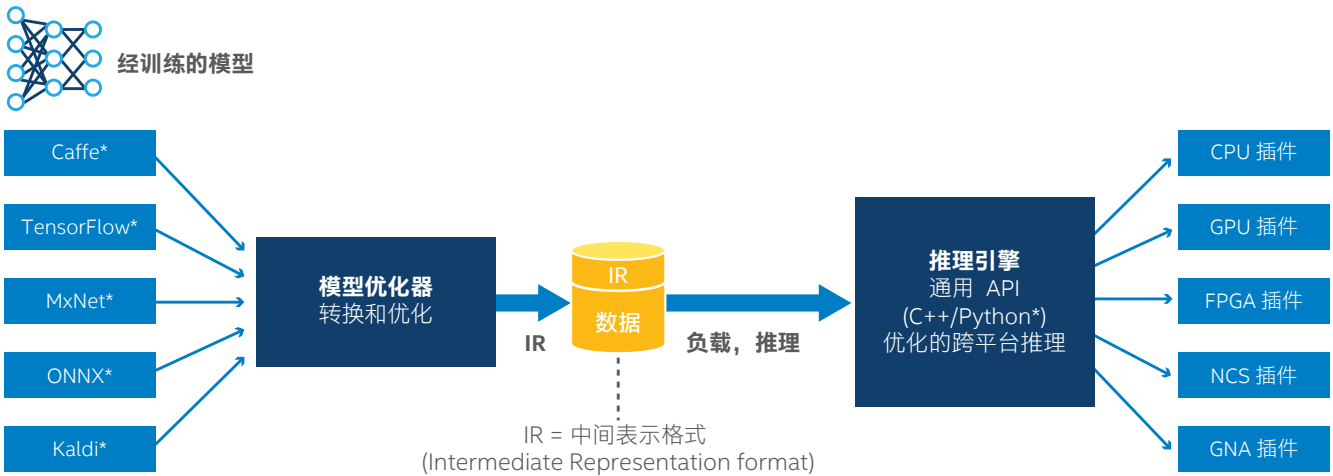 经训练的模型
Caffe*
TensorFlow*
MxNet*
ONNX*
Kaldi*
模型优化器
转换和优化
IR
IR
数据
IR = 中间表示格式
(Intermediate Representation format)
负载，推理
推理引擎
通用 API
(C++/Python*)
优化的跨平台推理
CPU 插件
GPU 插件
FPGA 插件
NCS 插件
GNA 插件